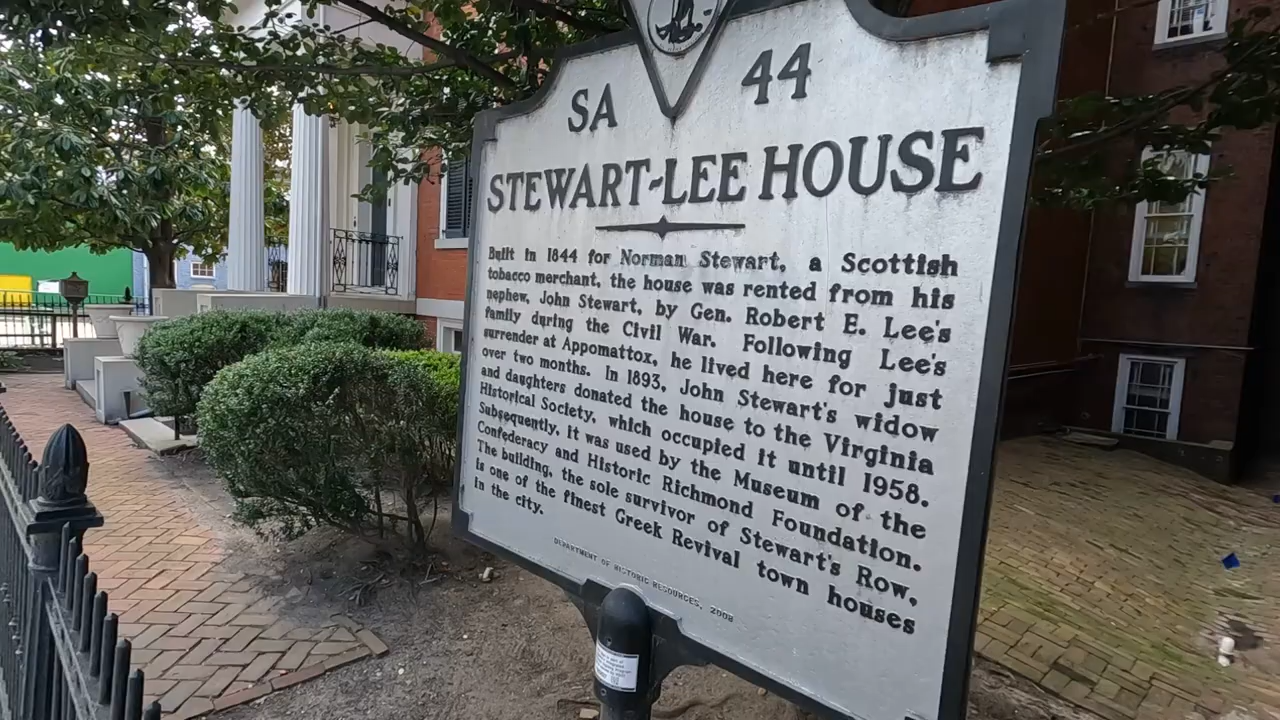 SA 44
STEWART-LEE HOUSE
Built in 1844 for Norman Stewart, a Scottish
tobacco merchant, the house was rented from his
nephew, John Stewart, by Gen. Robert E. Lee's
family during the Civil War. Following Lee's
surrender at Appomattox, he lived here for just
over two months. In 1893, John Stewart's widow
and daughters donated the house to the Virginia
Historical Society, which occupied it until 1958.
Subsequently, it was used by the Museum of the
Confederacy and Historic Richmond Foundation.
The building, the sole survivor of Stewart's Row,
is one of the finest Greek Revival town houses
in the city.
DEPARTMENT OF HISTORIC RESOURCES, 2008